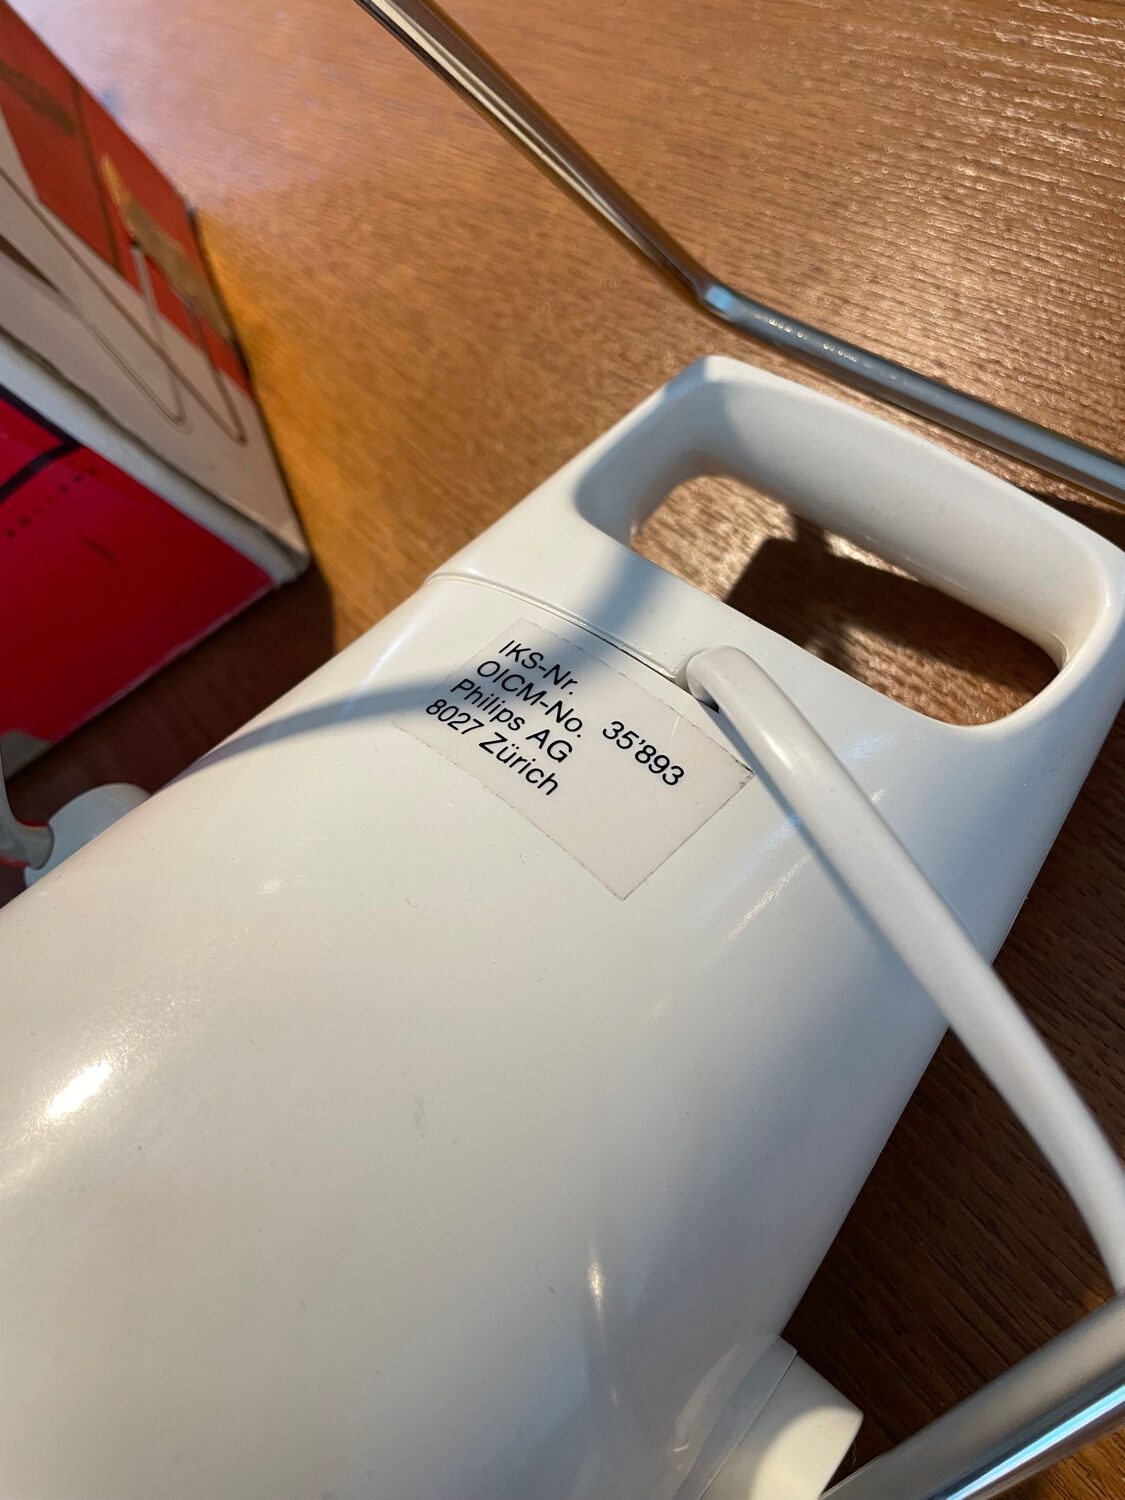 IKS-Nr.
OICM-No. 35'893
Philips AG
8027 Zürich